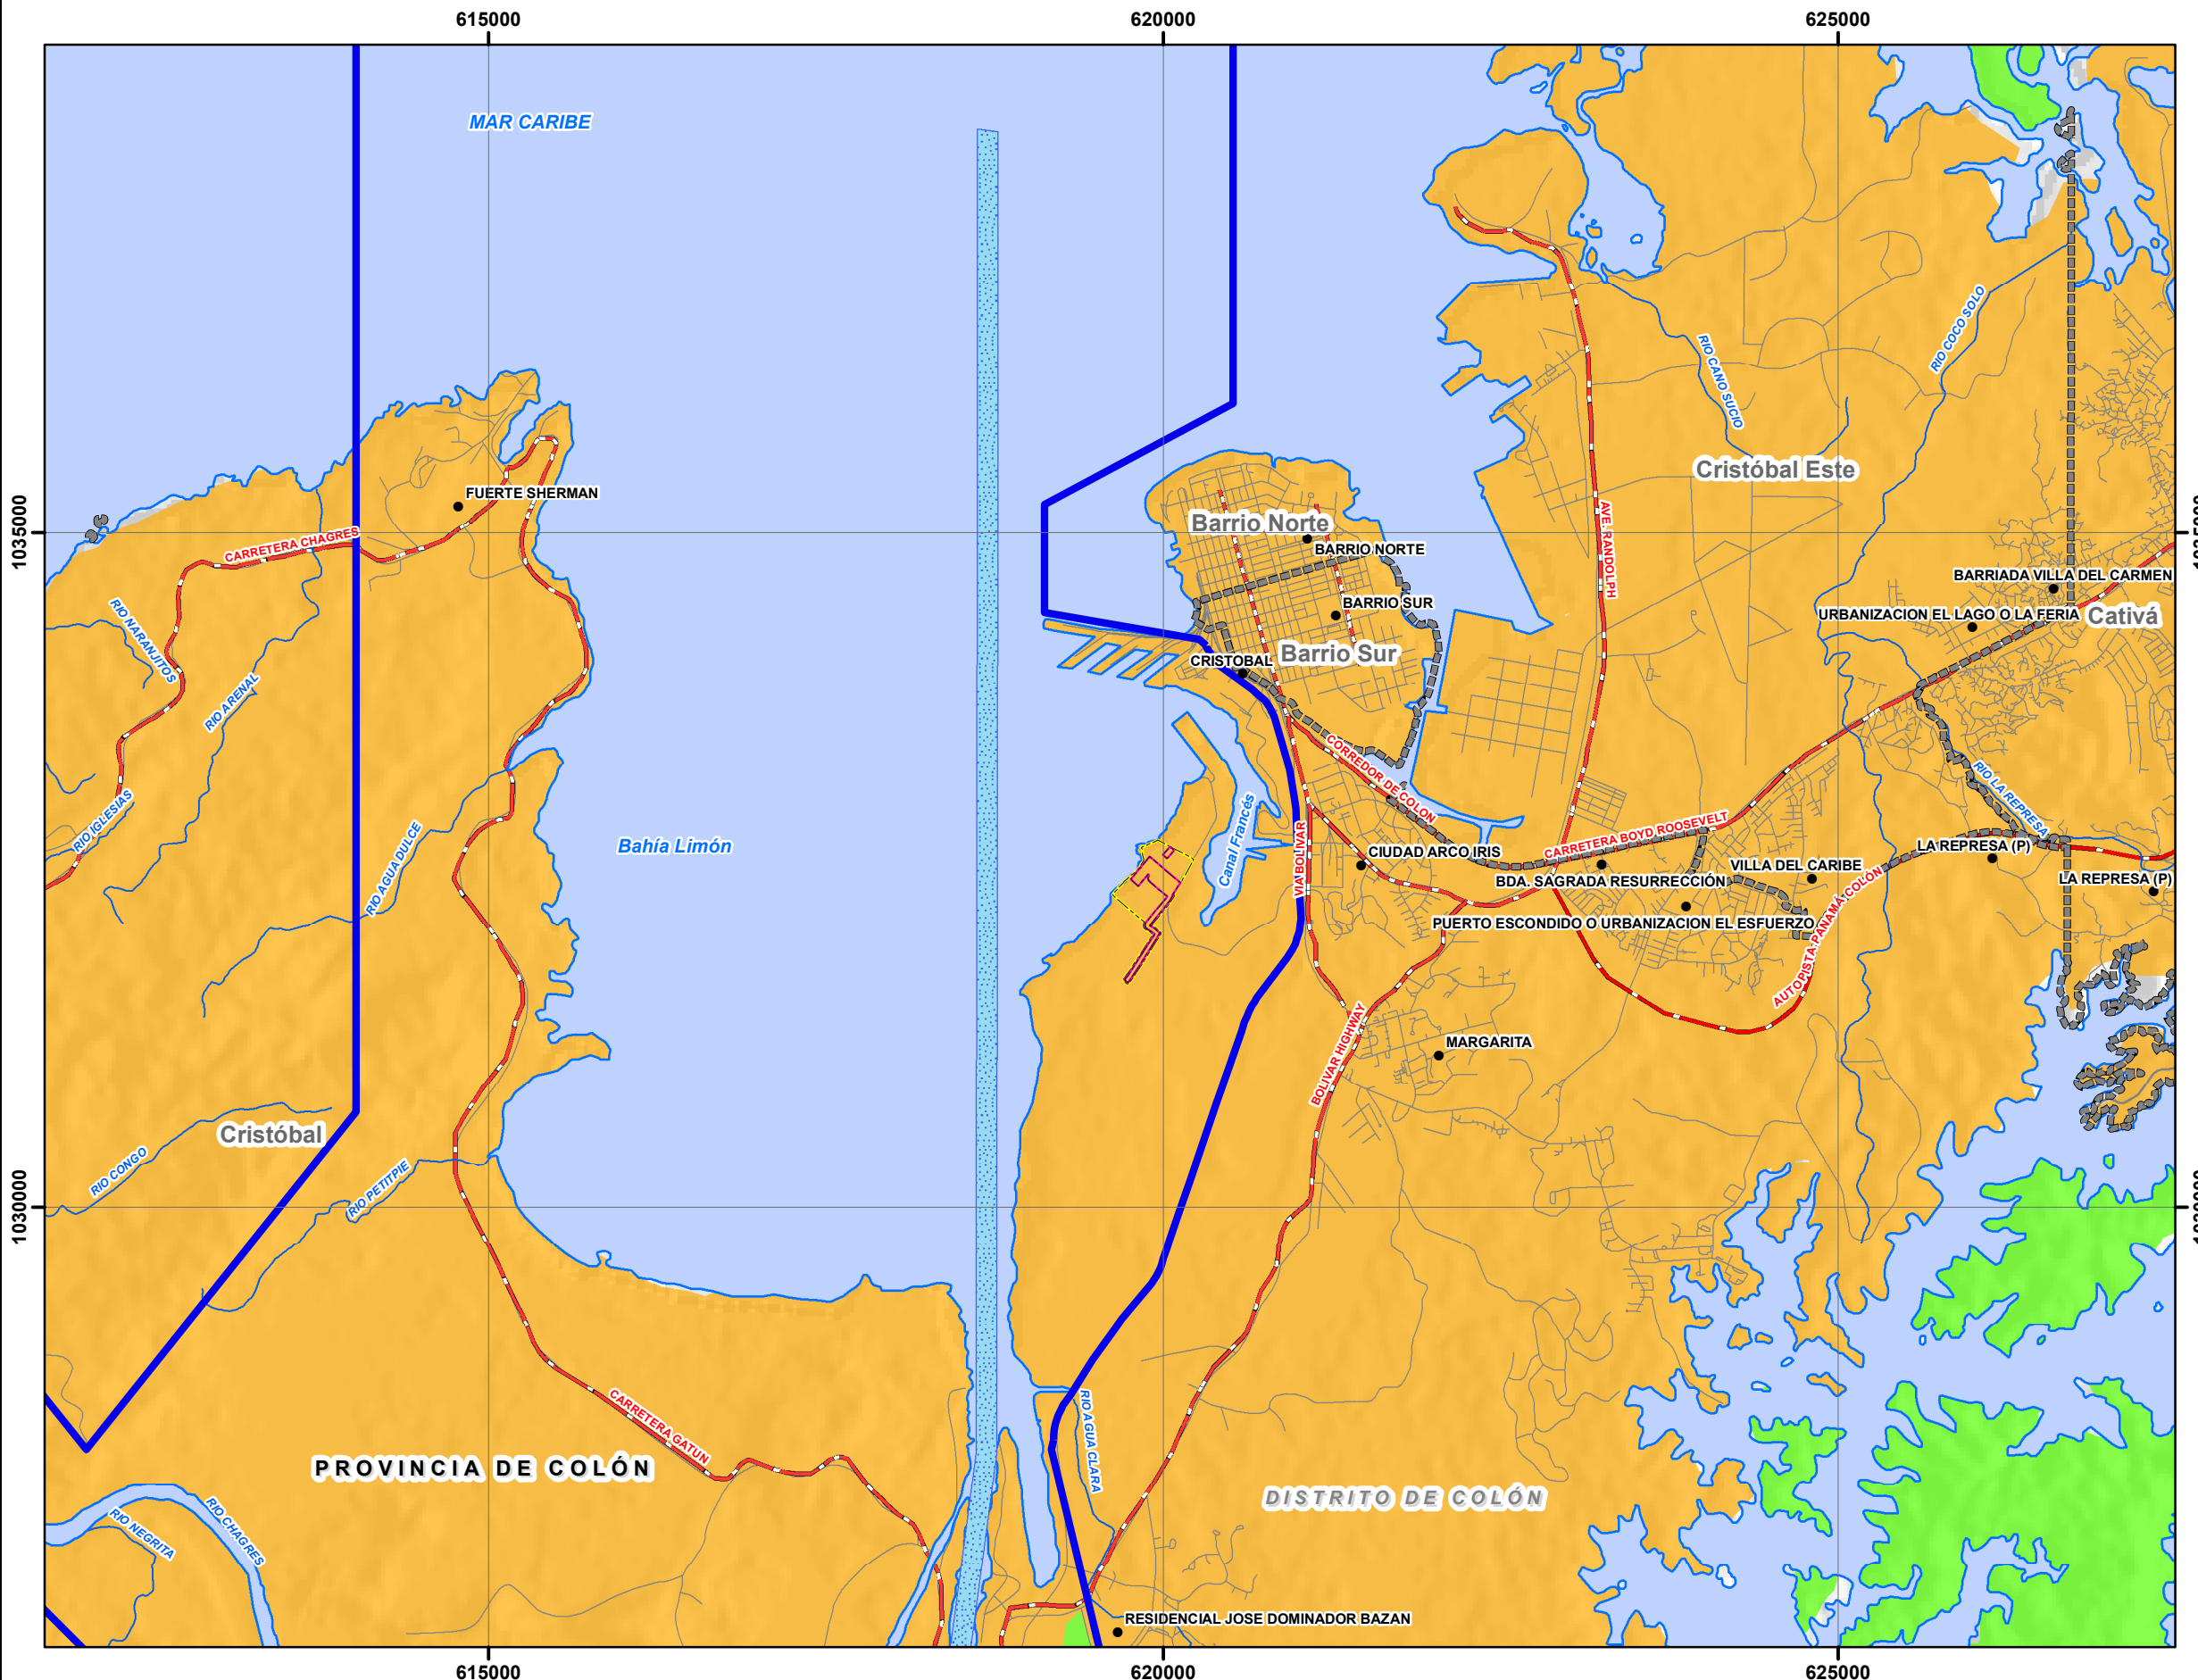 615000
620000
625000
MAR CARIBE
RIO COCO SOLO
RIO CANO SUCIO
Cristóbal Este
FUERTE SHERMAN
1035000
1035000
Barrio Norte
BARRIO NORTE
CARRETERA CHAGRES
AVE. RANDOLPH
BARRIADA VILLA DEL CARMEN
BARRIO SUR
URBANIZACION EL LAGO O LA FERIA
Cativá
RIO NARANJITOS
Barrio Sur
CRISTOBAL
RIO ARENAL
CORREDOR DE COLON
RIO LA REPRESA
RIO IGLESIAS
Canal Francés
CARRETERA BOYD ROOSEVELT
Bahía Limón
RIO AGUA DULCE
VIA BOLIVAR
CIUDAD ARCO IRIS
LA REPRESA (P)
VILLA DEL CARIBE
BDA. SAGRADA RESURRECCIÓN
LA REPRESA (P)
PUERTO ESCONDIDO O URBANIZACION EL ESFUERZO
AUTOPISTA PANAMÁ-COLÓN
MARGARITA
BOLIVAR HIGHWAY
Cristóbal
RIO CONGO
RIO PETITPIE
1030000
1030000
CARRETERA GATUN
RIO AGUA CLARA
PROVINCIA DE COLÓN
DISTRITO DE COLÓN
RIO CHAGRES
RIO NEGRITA
RESIDENCIAL JOSE DOMINADOR BAZAN
615000
620000
625000